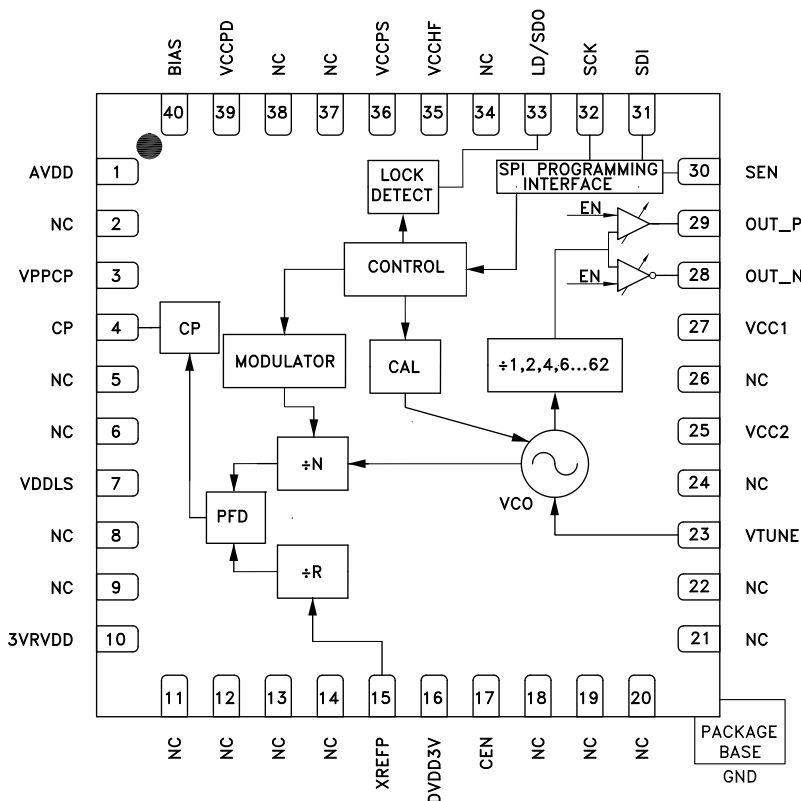 BIAS
VCCPD
NC
NC
VCCPS
VCCHF
NC
LD/SDO
SCK
SDI
40
39
38
37
36
35
34
33
32
31
AVDD
1
NC
2
VPPCP
3
CP
4
NC
5
NC
6
VDDLS
7
NC
8
NC
9
3VRVDD
10
LOCK
DETECT
SPI PROGRAMMING
INTERFACE
CONTROL
EN
EN
CP
MODULATOR
CAL
÷1,2,4,6...62
÷N
VCO
PFD
÷R
30
SEN
29
OUT_P
28
OUT_N
27
VCC1
26
NC
25
VCC2
24
NC
23
VTUNE
22
NC
21
NC
11
12
13
14
15
16
17
18
19
20
NC
NC
NC
NC
XREFP
DVDD3V
CEN
NC
NC
NC
PACKAGE
BASE
GND